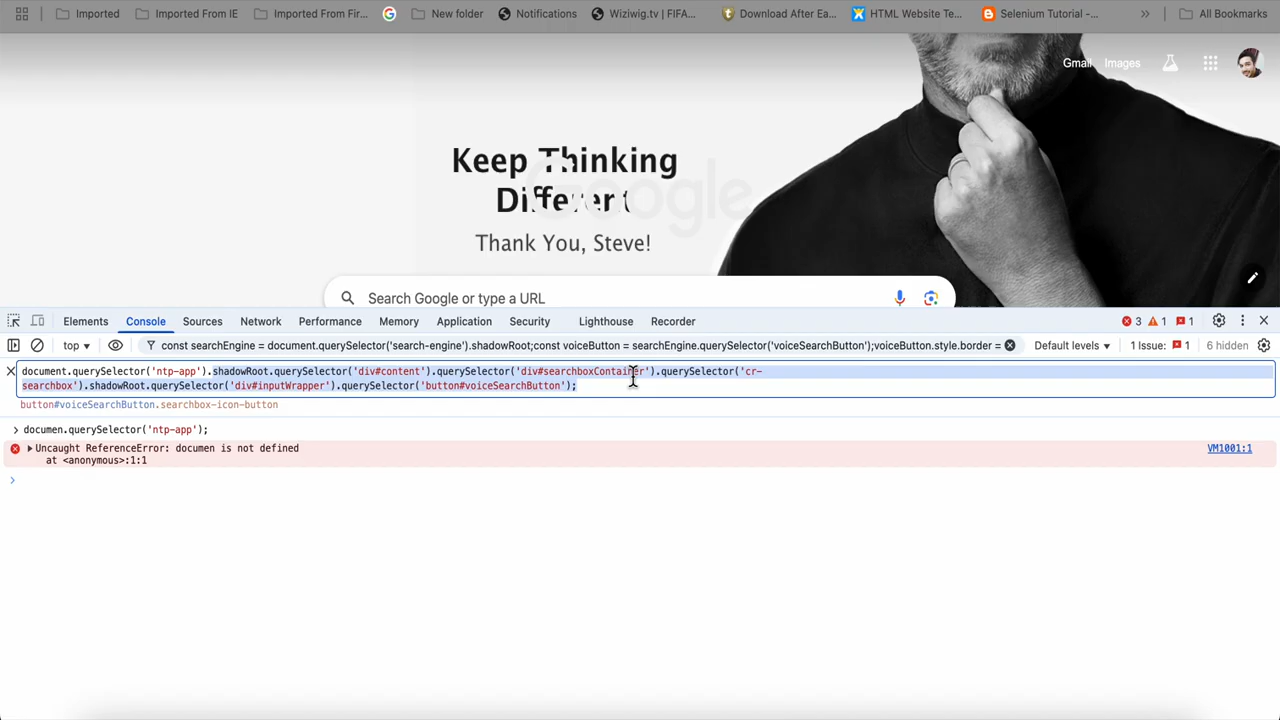 Imported
Imported From IE
Imported From Fir...
New folder
Notifications
Wiziwig.tv | FIFA...
Download After Ea...
HTML Website Te...
Selenium Tutorial -...
»
All Bookmarks
Gmail
Images
Keep Thinking
Different
Google
Thank You, Steve!
Search Google or type a URL
Elements
Console
Sources
Network
Performance
Memory
Application
Security
Lighthouse
Recorder
3
1
1
top
const searchEngine = document.querySelector('search-engine').shadowRoot;const voiceButton = searchEngine.querySelector('voiceSearchButton');voiceButton.style.border =
Default levels
1 Issue:
1
6 hidden
document.querySelector('ntp-app').shadowRoot.querySelector('div#content').querySelector('div#searchboxContainer').querySelector('cr-
searchbox').shadowRoot.querySelector('div#inputWrapper').querySelector('button#voiceSearchButton');
button#voiceSearchButton.searchbox-icon-button
> documen.querySelector('ntp-app');
Uncaught ReferenceError: documen is not defined
VM1001:1
at <anonymous>:1:1
>